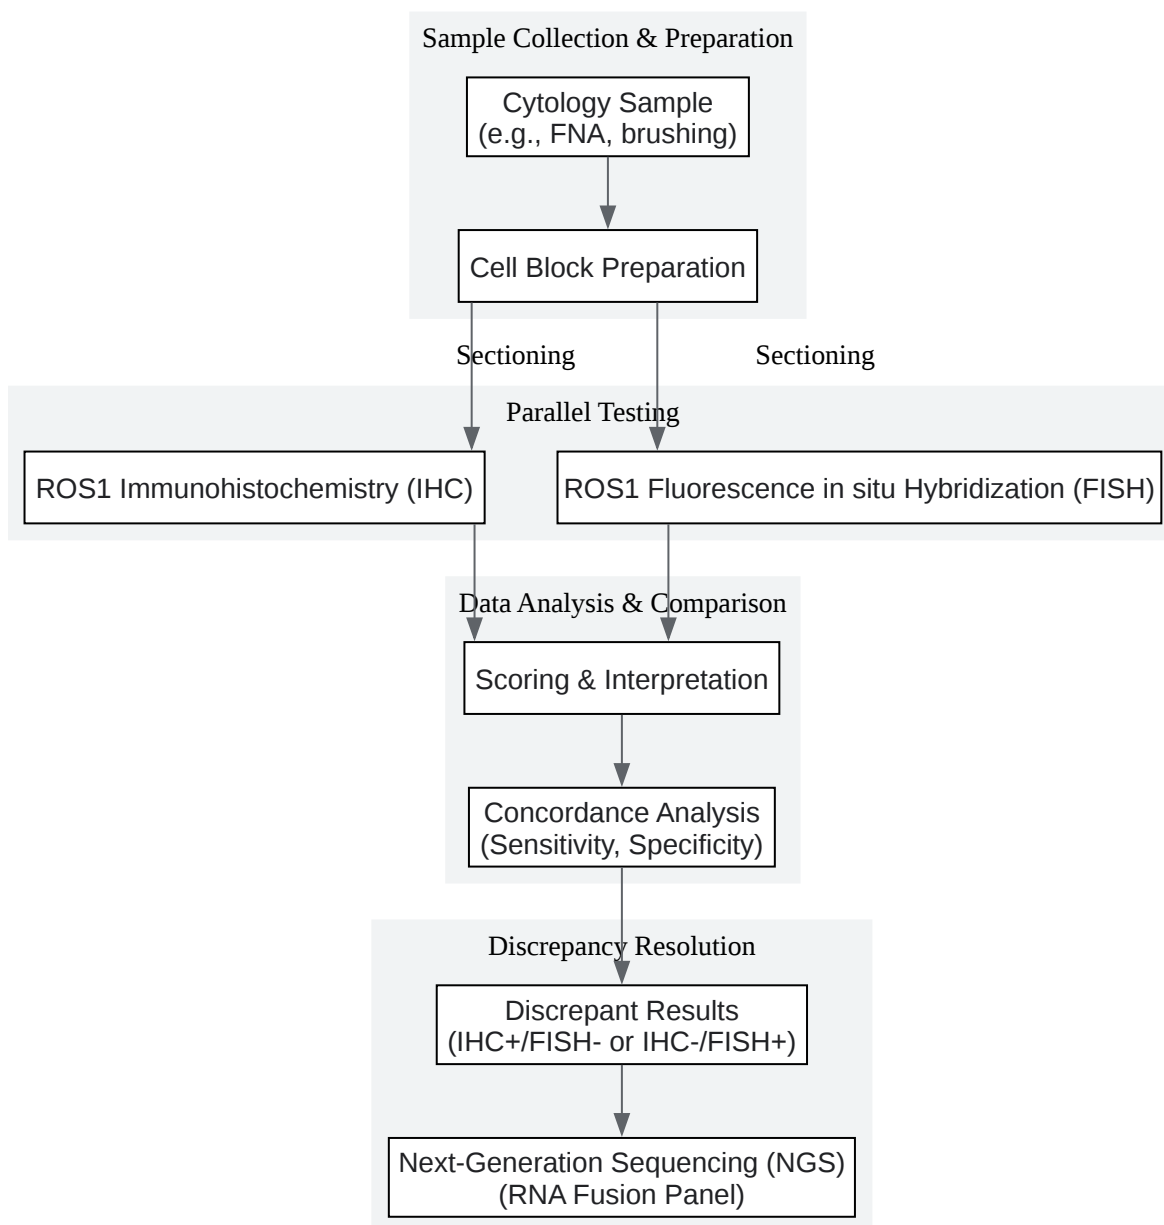 Sample Collection & Preparation
Cytology Sample
(e.g., FNA, brushing)
Cell Block Preparation
Sectioning
Sectioning
Parallel Testing
ROS1 Immunohistochemistry (IHC)
ROS1 Fluorescence in situ Hybridization (FISH)
Data Analysis & Comparison
Scoring & Interpretation
Concordance Analysis
(Sensitivity, Specificity)
Discrepancy Resolution
Discrepant Results
(IHC+/FISH- or IHC-/FISH+)
Next-Generation Sequencing (NGS)
(RNA Fusion Panel)